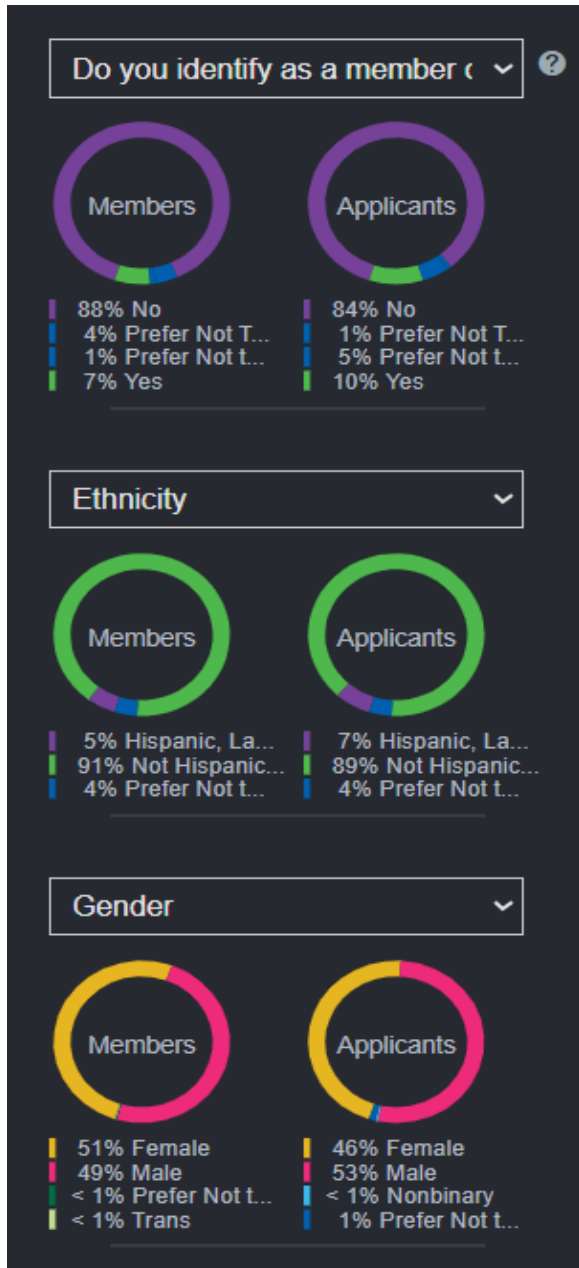 Do you identify as a member c
?
Members
Applicants
88% No
4% Prefer Not T...
1% Prefer Not t...
7% Yes
84% No
1% Prefer Not T...
5% Prefer Not t...
10% Yes
Ethnicity
Members
Applicants
5% Hispanic, La...
91% Not Hispanic...
4% Prefer Not t...
7% Hispanic, La...
89% Not Hispanic...
4% Prefer Not t...
Gender
Members
Applicants
51% Female
49% Male
< 1% Prefer Not t...
< 1% Trans
46% Female
53% Male
< 1% Nonbinary
1% Prefer Not t...